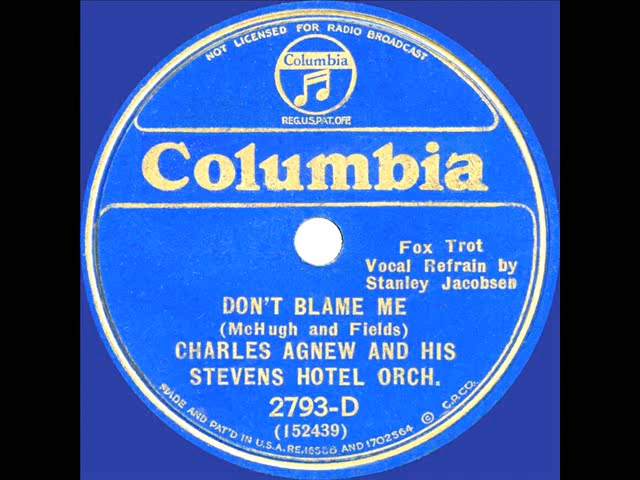 NOT LICENSED FOR RADIO BROADCAST
Columbia
REG.U.S.PAT.OFF.
Columbia
Fox Trot
Vocal Refrain by
Stanley Jacobsen
DON'T BLAME ME
(McHugh and Fields)
CHARLES AGNEW AND HIS
STEVENS HOTEL ORCH.
2793-D
(152439)
MADE AND PAT'D IN U.S.A. RE.16588 AND 1702564 © C.P.CO.